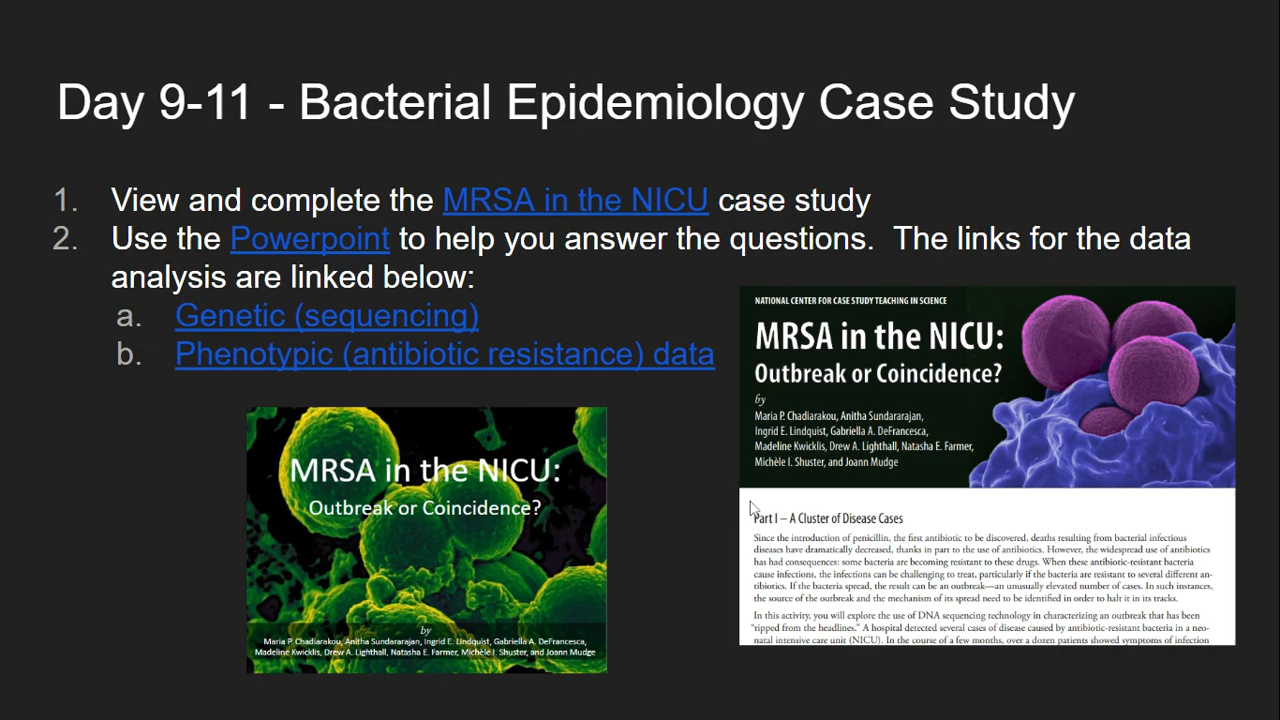 Day 9-11 - Bacterial Epidemiology Case Study
1. View and complete the MRSA in the NICU case study
2. Use the Powerpoint to help you answer the questions.  The links for the data
analysis are linked below:
a. Genetic (sequencing)
b. Phenotypic (antibiotic resistance) data
MRSA in the NICU:
Outbreak or Coincidence?
by
Maria P. Chadiarakou, Anitha Sundararajan, Ingrid E. Lindquist, Gabriella A. DeFrancesca,
Madeline Kwicklis, Drew A. Lighthall, Natasha E. Farmer, Michèle I. Shuster, and Joann Mudge
NATIONAL CENTER FOR CASE STUDY TEACHING IN SCIENCE
MRSA in the NICU:
Outbreak or Coincidence?
by
Maria P. Chadiarakou, Anitha Sundararajan,
Ingrid E. Lindquist, Gabriella A. DeFrancesca,
Madeline Kwicklis, Drew A. Lighthall, Natasha E. Farmer,
Michèle I. Shuster, and Joann Mudge
Part I – A Cluster of Disease Cases
Since the introduction of penicillin, the first antibiotic to be discovered, deaths resulting from bacterial infectious
diseases have dramatically decreased, thanks in part to the use of antibiotics. However, the widespread use of antibiotics
has had consequences: some bacteria are becoming resistant to these drugs. When these antibiotic-resistant bacteria
cause infections, the infections can be challenging to treat, particularly if the bacteria are resistant to several different an-
tibiotics. If the bacteria spread, the result can be an outbreak—an unusually elevated number of cases. In such instances,
the source of the outbreak and the mechanism of its spread need to be identified in order to halt it in its tracks.
In this activity, you will explore the use of DNA sequencing technology in characterizing an outbreak that has been
“ripped from the headlines.” A hospital detected several cases of disease caused by antibiotic-resistant bacteria in a neo-
natal intensive care unit (NICU). In the course of a few months, over a dozen patients showed symptoms of infection